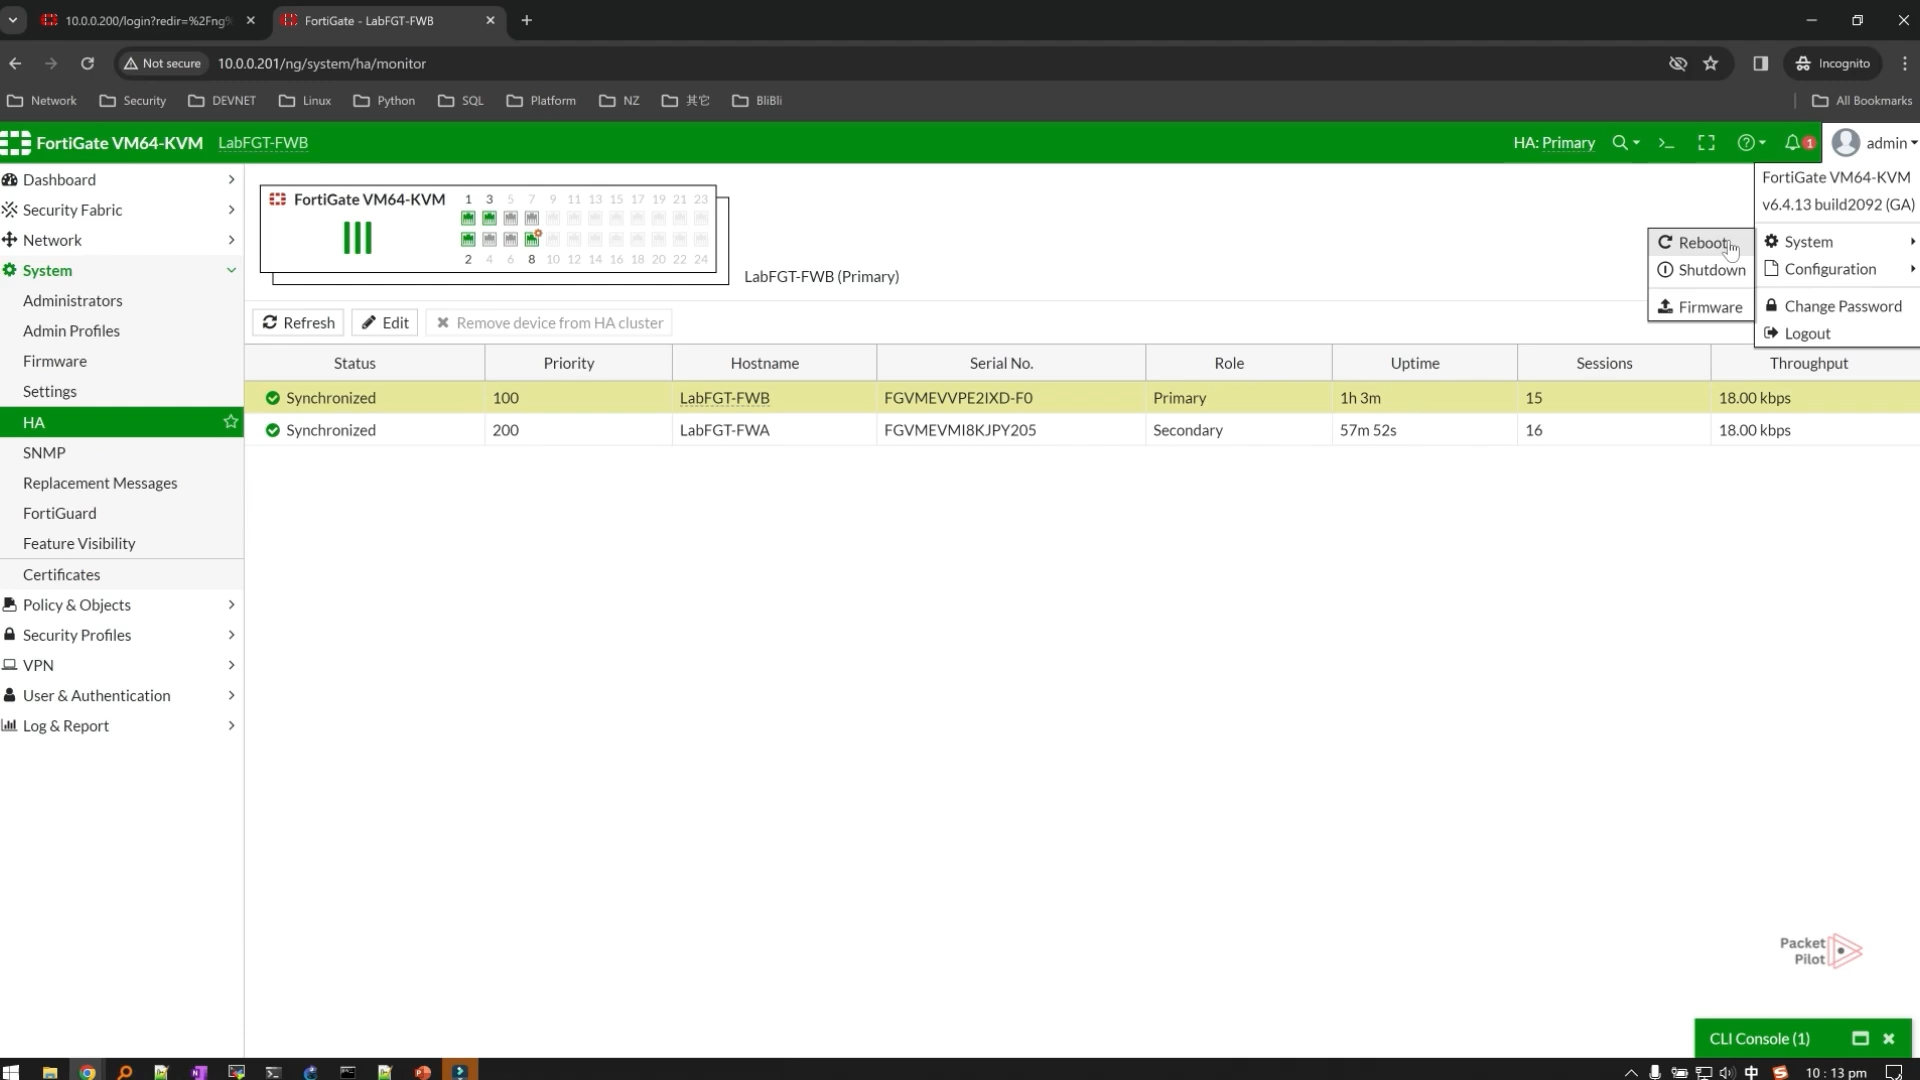 10.0.0.200/login?redir=%2Fng%
FortiGate - LabFGT-FWB
Not secure
10.0.0.201/ng/system/ha/monitor
Incognito
Network
Security
DEVNET
Linux
Python
SQL
Platform
NZ
其它
BliBli
All Bookmarks
FortiGate VM64-KVM
LabFGT-FWB
HA: Primary
>_
1
admin
Dashboard
Security Fabric
Network
System
Administrators
Admin Profiles
Firmware
Settings
HA
SNMP
Replacement Messages
FortiGuard
Feature Visibility
Certificates
Policy & Objects
Security Profiles
VPN
User & Authentication
Log & Report
FortiGate VM64-KVM
1 3 5 7 9 11 13 15 17 19 21 23
2 4 6 8 10 12 14 16 18 20 22 24
LabFGT-FWB (Primary)
FortiGate VM64-KVM
v6.4.13 build2092 (GA)
System
Configuration
Change Password
Logout
Reboot
Shutdown
Firmware
Refresh
Edit
Remove device from HA cluster
Status Priority Hostname Serial No. Role Uptime Sessions Throughput
Synchronized 100 LabFGT-FWB FGVMEVVPE2IXD-F0 Primary 1h 3m 15 18.00 kbps
Synchronized 200 LabFGT-FWA FGVMEVMI8KJPY205 Secondary 57m 52s 16 18.00 kbps
Packet
Pilot
CLI Console (1)
中
10 : 13 pm